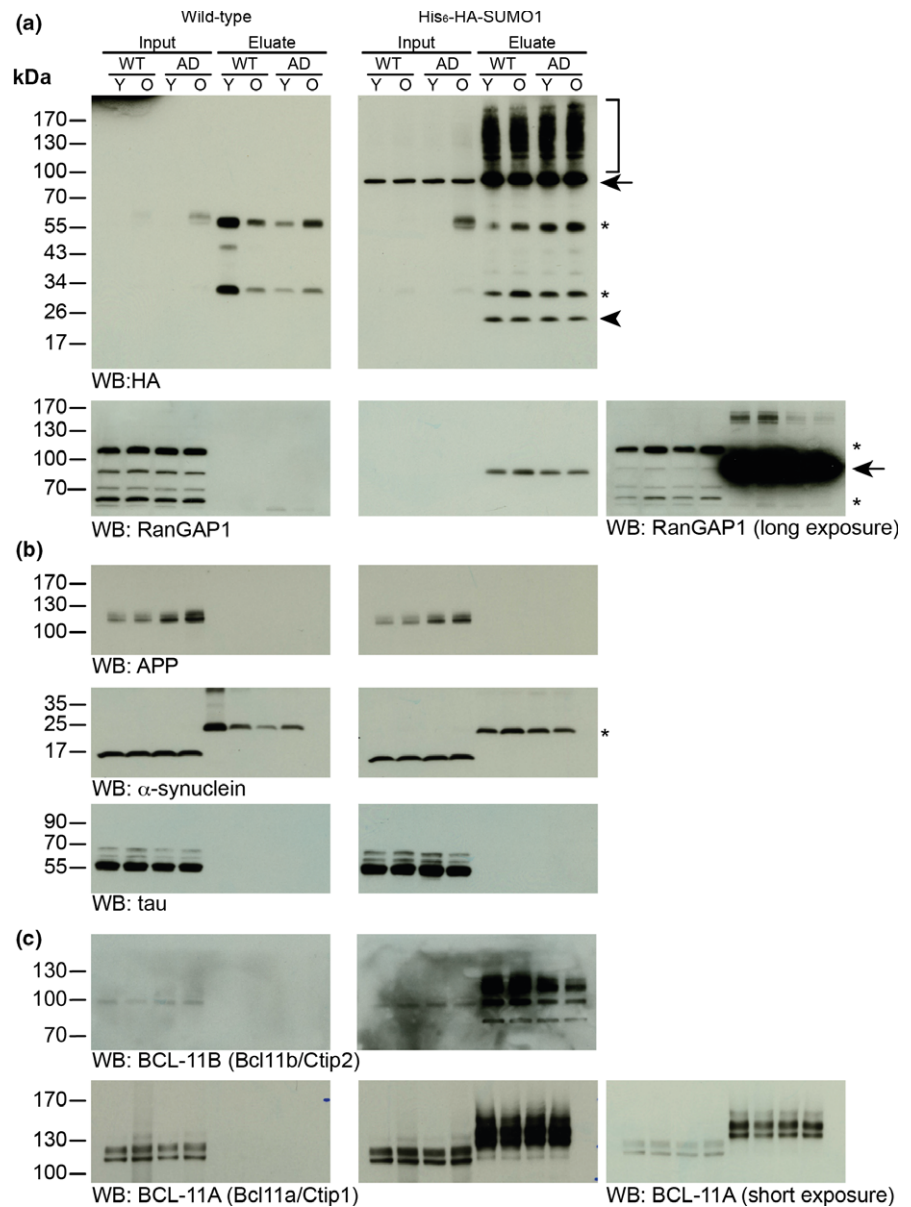 (a)
Wild-type
His₆-HA-SUMO1
Input Eluate Input Eluate
WT AD WT AD WT AD WT AD
kDa
Y O Y O Y O Y O Y O Y O Y O Y O
170
130
100
70
55
*
43
34
*
26
17
WB:HA
170
130
*
100
70
*
WB: RanGAP1
WB: RanGAP1 (long exposure)
(b)
170
130
100
WB: APP
35
25
*
17
WB: α-synuclein
90
70
55
WB: tau
(c)
130
100
70
WB: BCL-11B (Bcl11b/Ctip2)
170
130
100
WB: BCL-11A (Bcl11a/Ctip1)
WB: BCL-11A (short exposure)